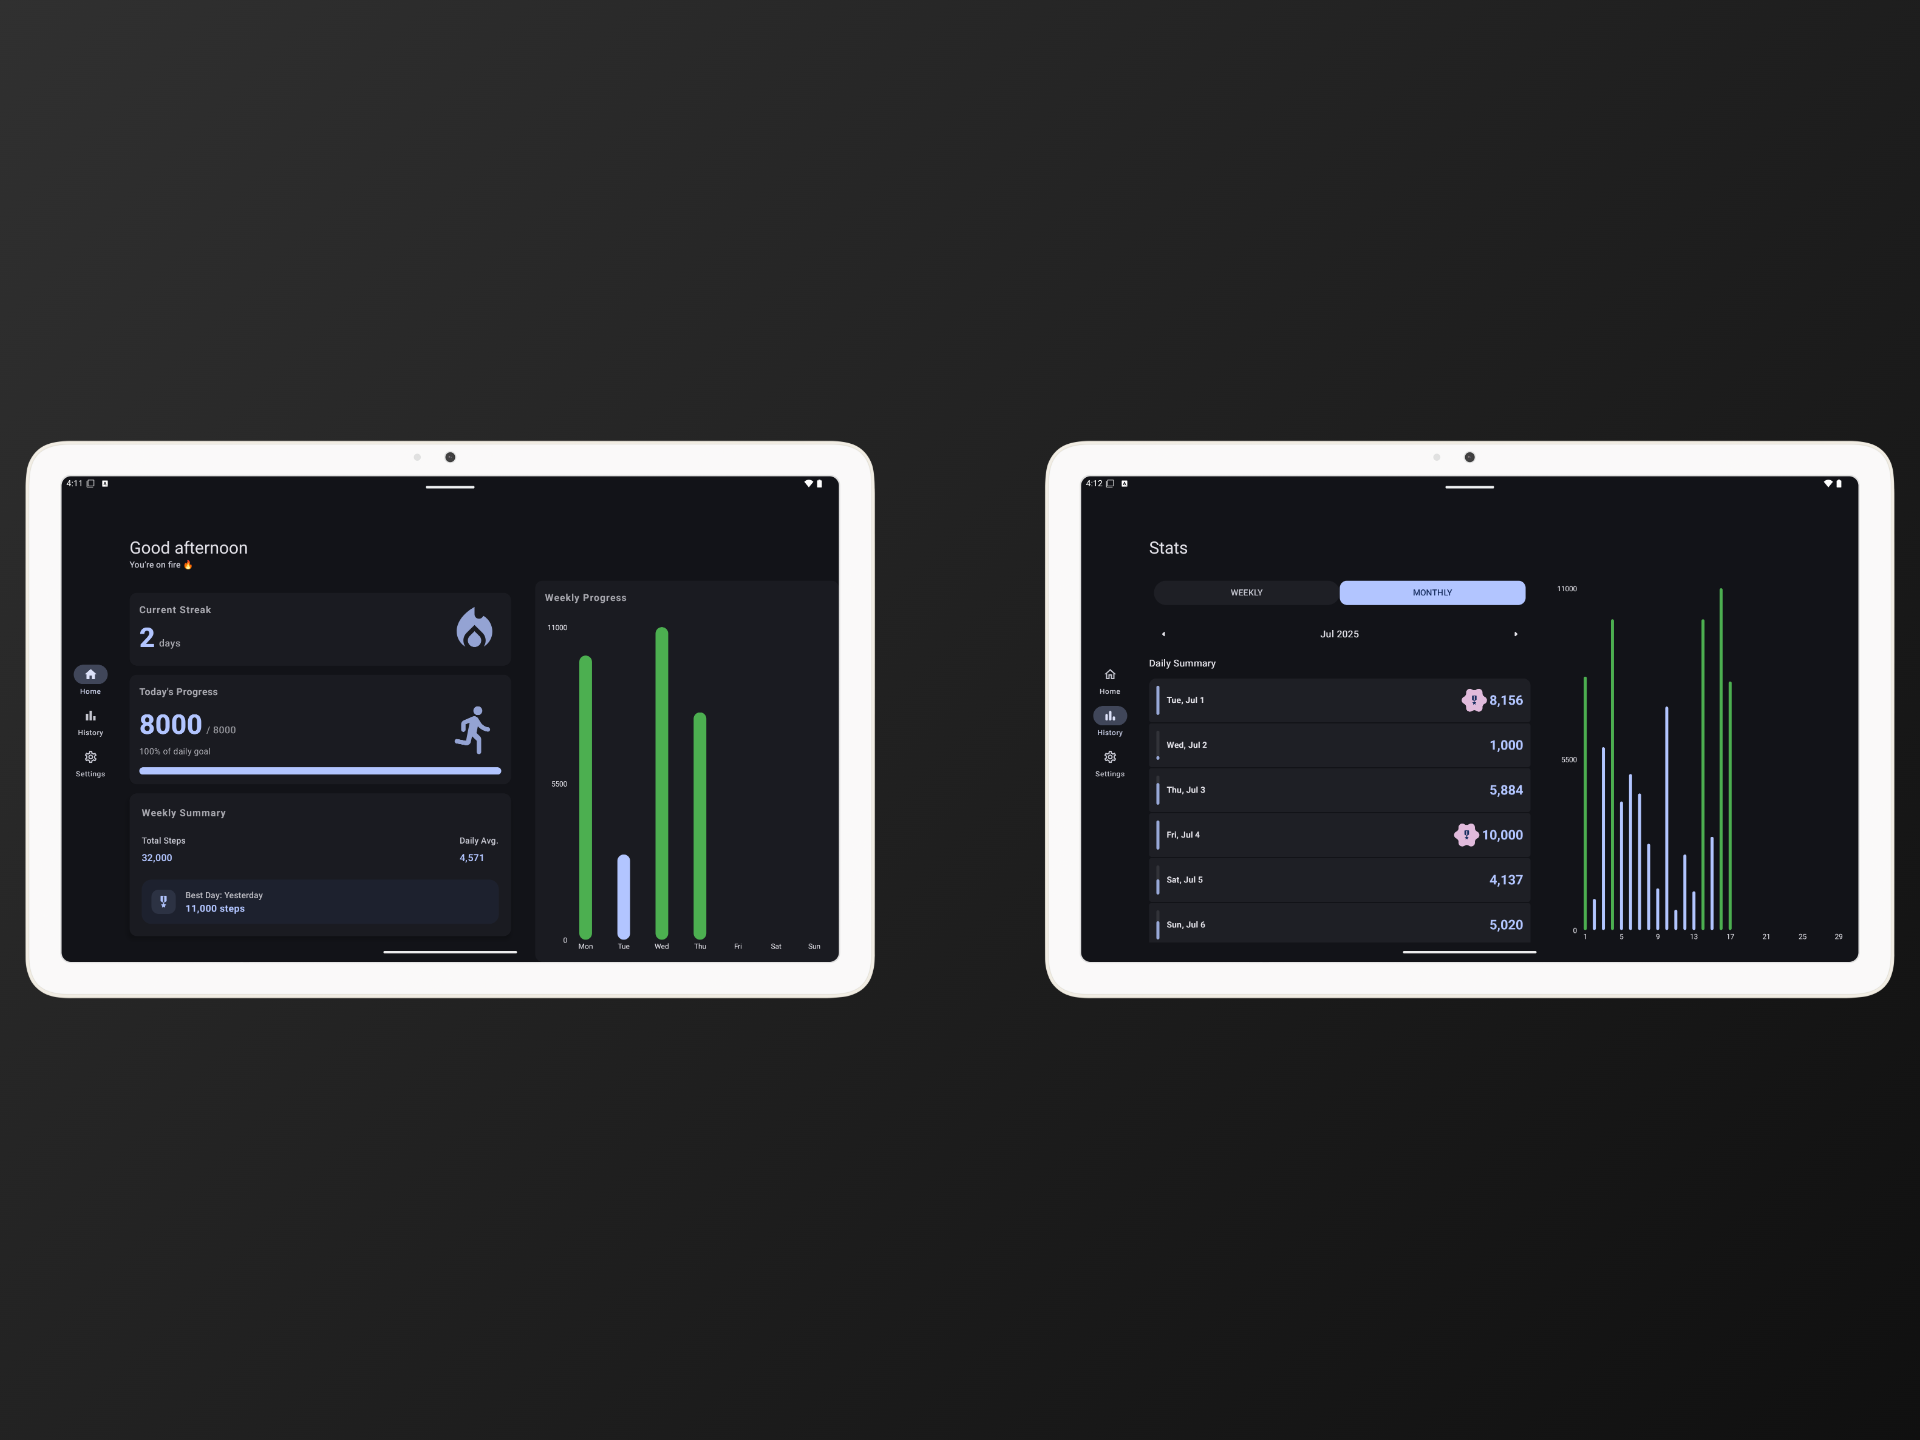 4:11
Good afternoon
You're on fire 🔥
Current Streak
2 days
Today's Progress
8000 / 8000
100% of daily goal
Weekly Summary
Total Steps
Daily Avg.
32,000
4,571
Best Day: Yesterday
11,000 steps
Home
History
Settings
Weekly Progress
11000
5500
0
Mon Tue Wed Thu Fri Sat Sun
4:12
Stats
WEEKLY MONTHLY
Jul 2025
Daily Summary
Tue, Jul 1 8,156
Wed, Jul 2 1,000
Thu, Jul 3 5,884
Fri, Jul 4 10,000
Sat, Jul 5 4,137
Sun, Jul 6 5,020
Home
History
Settings
11000
5500
0
1 5 9 13 17 21 25 29